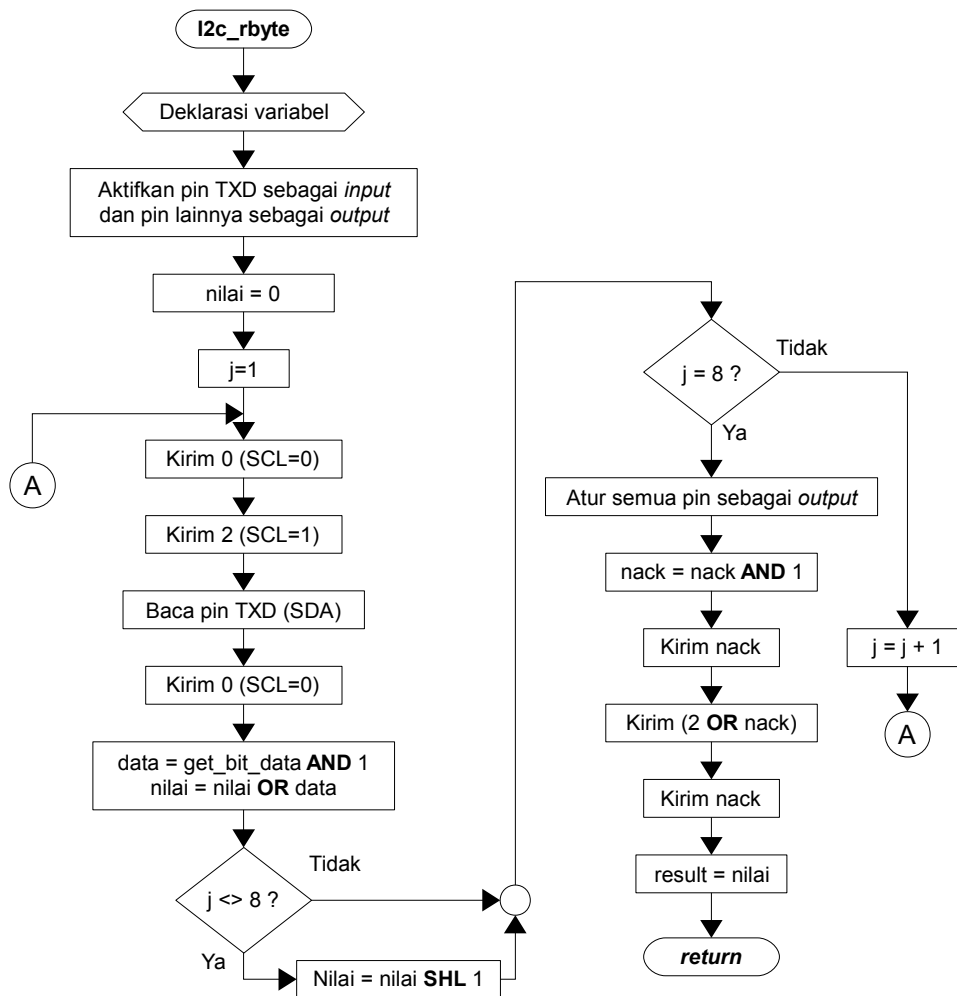 I2c_rbyte
Deklarasi variabel
Aktifkan pin TXD sebagai input
dan pin lainnya sebagai output
nilai = 0
j=1
A
Kirim 0 (SCL=0)
Kirim 2 (SCL=1)
Baca pin TXD (SDA)
Kirim 0 (SCL=0)
data = get_bit_data AND 1
nilai = nilai OR data
j <> 8 ?
Tidak
Ya
Nilai = nilai SHL 1
j = 8 ?
Tidak
Ya
Atur semua pin sebagai output
nack = nack AND 1
Kirim nack
j = j + 1
Kirim (2 OR nack)
A
Kirim nack
result = nilai
return